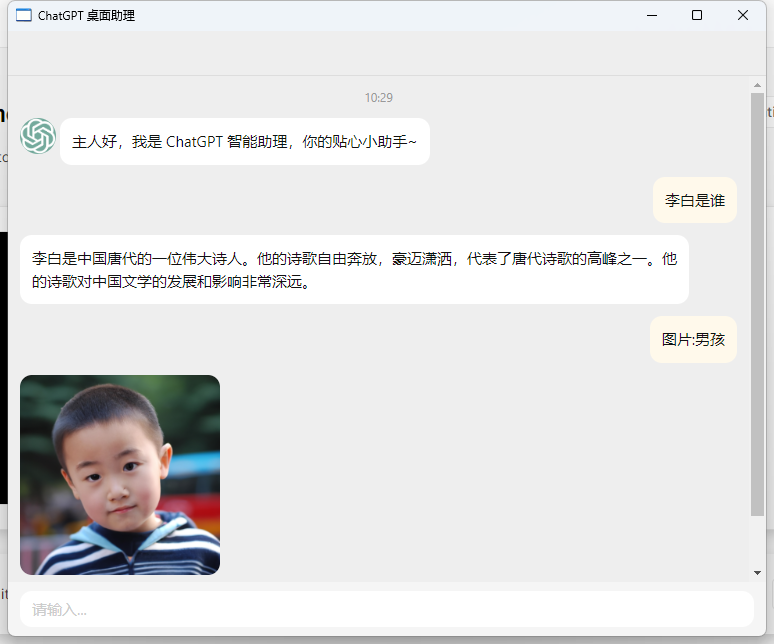 ChatGPT 桌面助理
10:29
主人好，我是 ChatGPT 智能助理，你的贴心小助手~
李白是谁
李白是中国唐代的一位伟大诗人。他的诗歌自由奔放，豪迈潇洒，代表了唐代诗歌的高峰之一。他
的诗歌对中国文学的发展和影响非常深远。
图片:男孩
请输入...